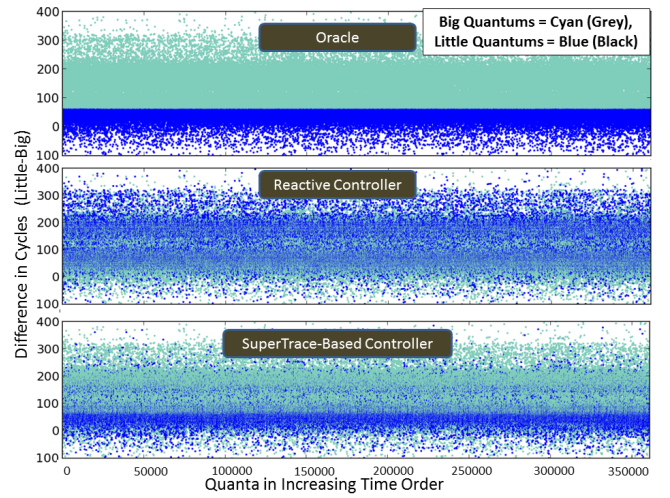 Big Quantums = Cyan (Grey),
Little Quantums = Blue (Black)
Oracle
400
300
200
100
0
100
Reactive Controller
400
300
200
100
0
100
SuperTrace-Based Controller
400
300
200
100
0
100
Difference in Cycles (Little-Big)
0 50000 100000 150000 200000 250000 300000 350000
Quanta in Increasing Time Order